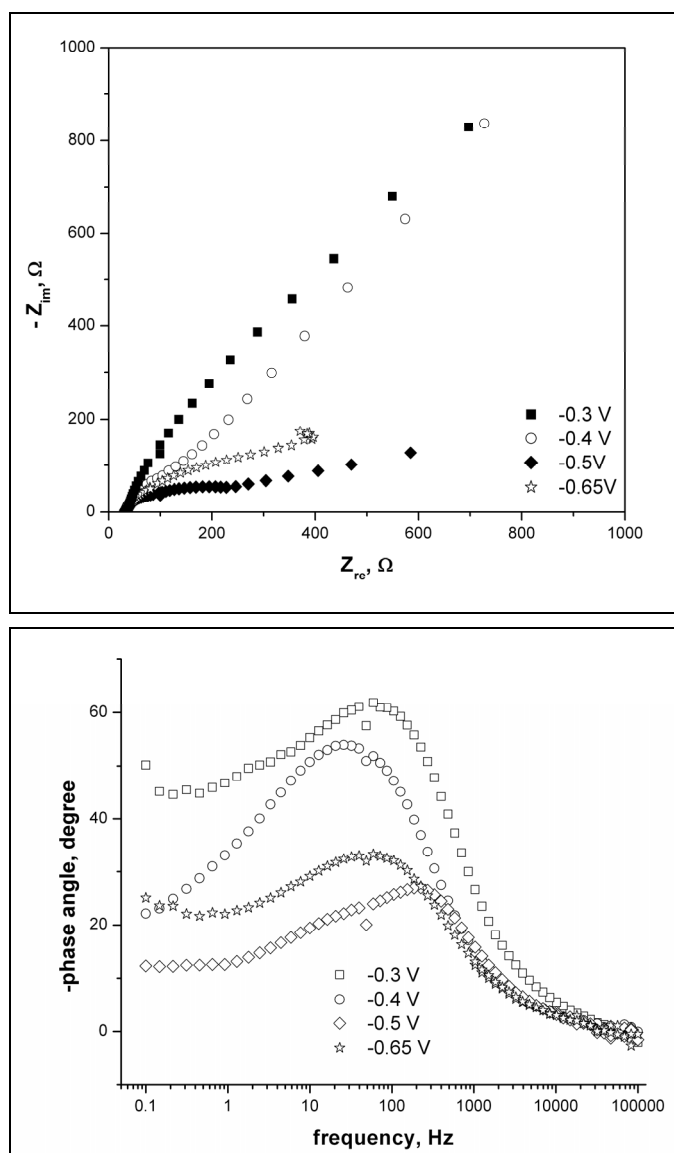 1000
800
600
400
200
0
- Z_im, Ω
-0.3 V
-0.4 V
-0.5V
-0.65V
0 200 400 600 800 1000
Z_re, Ω
60
40
20
0
-phase angle, degree
-0.3 V
-0.4 V
-0.5 V
-0.65 V
0.1 1 10 100 1000 10000 100000
frequency, Hz